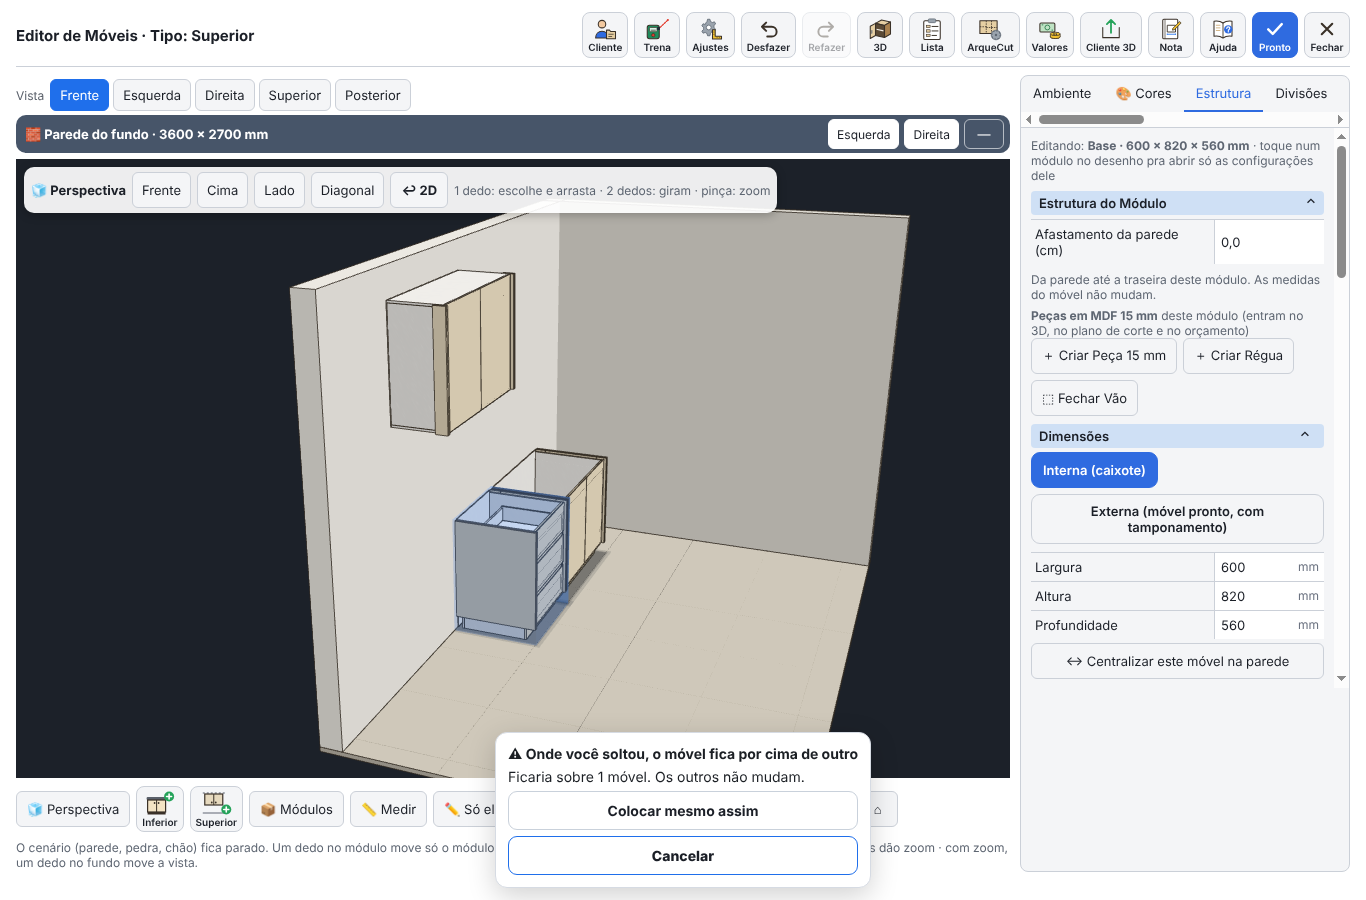 Editor de Móveis · Tipo: Superior
Cliente
Trena
Ajustes
Desfazer
Refazer
3D
Lista
ArqueCut
Valores
Cliente 3D
Nota
Ajuda
Pronto
Fechar
Vista
Frente
Esquerda
Direita
Superior
Posterior
Parede do fundo · 3600 × 2700 mm
Esquerda
Direita
—
Perspectiva
Frente
Cima
Lado
Diagonal
↩ 2D
1 dedo: escolhe e arrasta · 2 dedos: giram · pinça: zoom
Ambiente
Cores
Estrutura
Divisões
Editando: Base · 600 × 820 × 560 mm · toque num
módulo no desenho pra abrir só as configurações
dele
Estrutura do Módulo
Afastamento da parede
(cm)
0,0
Da parede até a traseira deste módulo. As medidas
do móvel não mudam.
Peças em MDF 15 mm deste módulo (entram no
3D, no plano de corte e no orçamento)
+ Criar Peça 15 mm
+ Criar Régua
Fechar Vão
Dimensões
Interna (caixote)
Externa (móvel pronto, com
tamponamento)
Largura
600 mm
Altura
820 mm
Profundidade
560 mm
↔ Centralizar este móvel na parede
⚠ Onde você soltou, o móvel fica por cima de outro
Ficaria sobre 1 móvel. Os outros não mudam.
Colocar mesmo assim
Cancelar
Perspectiva
Inferior
Superior
Módulos
Medir
Só el
O cenário (parede, pedra, chão) fica parado. Um dedo no módulo move só o módulo
s dão zoom · com zoom,
um dedo no fundo move a vista.